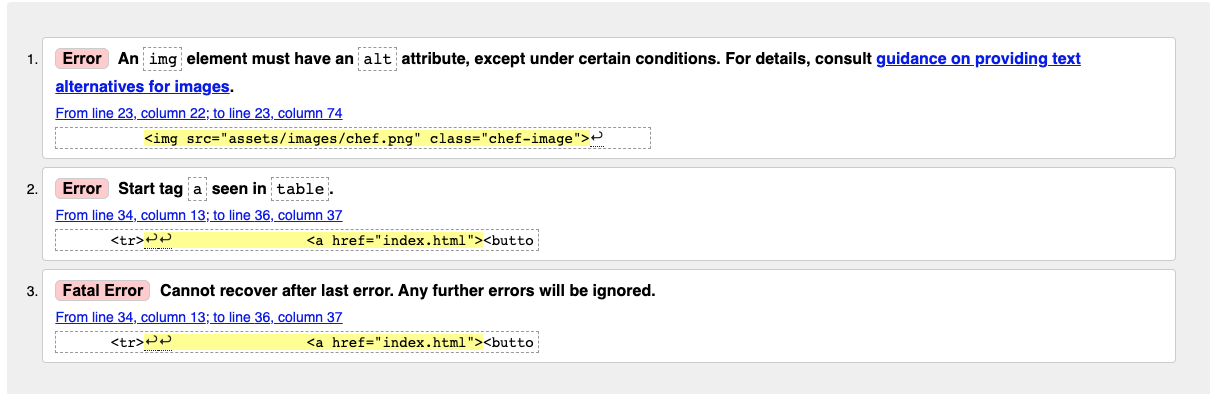 1. Error An img element must have an alt attribute, except under certain conditions. For details, consult guidance on providing text
alternatives for images.
From line 23, column 22; to line 23, column 74
<img src="assets/images/chef.png" class="chef-image">↩
2. Error Start tag a seen in table.
From line 34, column 13; to line 36, column 37
<tr>↩↩ <a href="index.html"><butto
3. Fatal Error Cannot recover after last error. Any further errors will be ignored.
From line 34, column 13; to line 36, column 37
<tr>↩↩ <a href="index.html"><butto